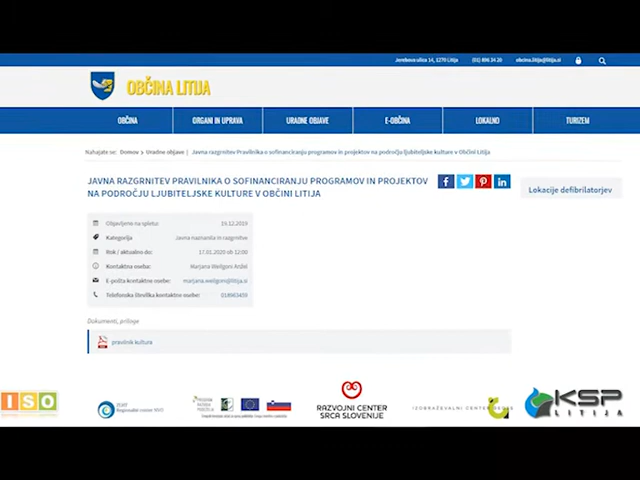 Jerebova ulica 14, 1270 Litija (01) 896 34 20 obcina.litija@litija.si
OBČINA LITIJA
OBČINA ORGANI IN UPRAVA URADNE OBJAVE E-OBČINA LOKALNO TURIZEM
Nahajate se: Domov > Uradne objave | Javna razgrnitev Pravilnika o sofinanciranju programov in projektov na področju ljubiteljske kulture v Občini Litija
JAVNA RAZGRNITEV PRAVILNIKA O SOFINANCIRANJU PROGRAMOV IN PROJEKTOV
NA PODROČJU LJUBITELJSKE KULTURE V OBČINI LITIJA
Lokacije defibrilatorjev
Objavljeno na spletu: 16.12.2019
Kategorija Javna naznanila in razgrnitve
Rok / aktualno do: 17.01.2020 ob 12:00
Kontaktna oseba: Marjana Weilgoni
E-pošta kontaktne osebe: marjana.weilgoni@litija.si
Telefonska številka kontaktne osebe: 018963459
Dokumenti, priloge
pravilnik kultura
ISO
RAZVOJNI CENTER
SRCA SLOVENIJE
IZOBRAŽEVALNI CENTER GEOSS
KSP
LITIJA